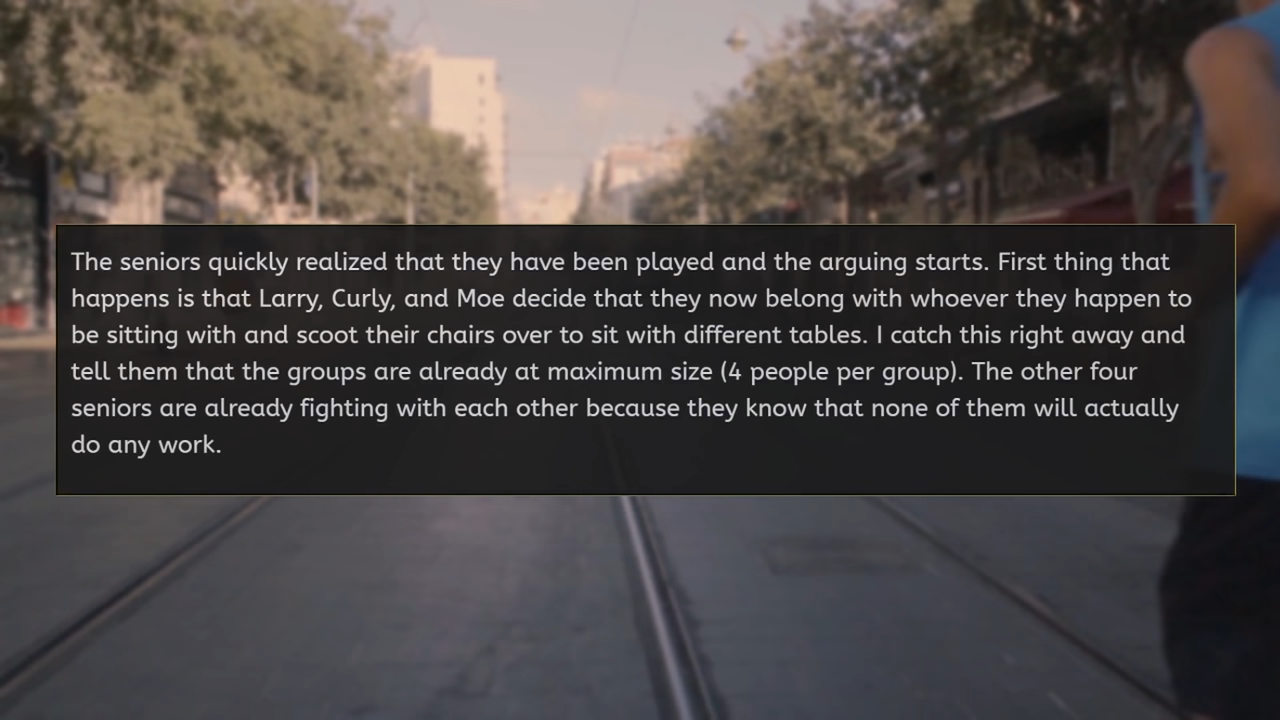 The seniors quickly realized that they have been played and the arguing starts. First thing that
happens is that Larry, Curly, and Moe decide that they now belong with whoever they happen to
be sitting with and scoot their chairs over to sit with different tables. I catch this right away and
tell them that the groups are already at maximum size (4 people per group). The other four
seniors are already fighting with each other because they know that none of them will actually
do any work.